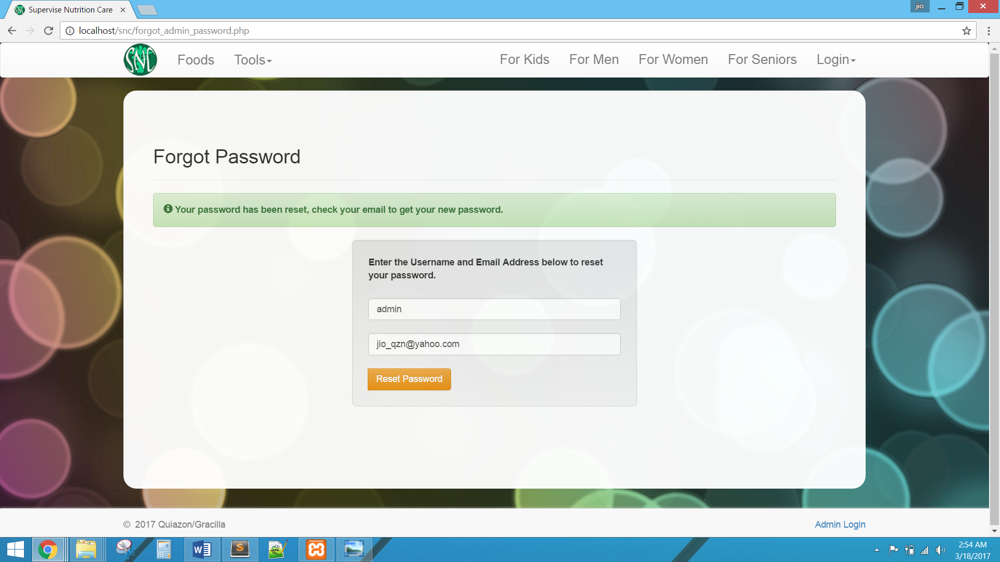 Supervise Nutrition Care
jio
localhost/snc/forgot_admin_password.php
SNC
Foods
Tools
For Kids
For Men
For Women
For Seniors
Login
Forgot Password
Your password has been reset, check your email to get your new password.
Enter the Username and Email Address below to reset
your password.
admin
jio_qzn@yahoo.com
Reset Password
© 2017 Quiazon/Gracilla
Admin Login
2:54 AM
3/18/2017